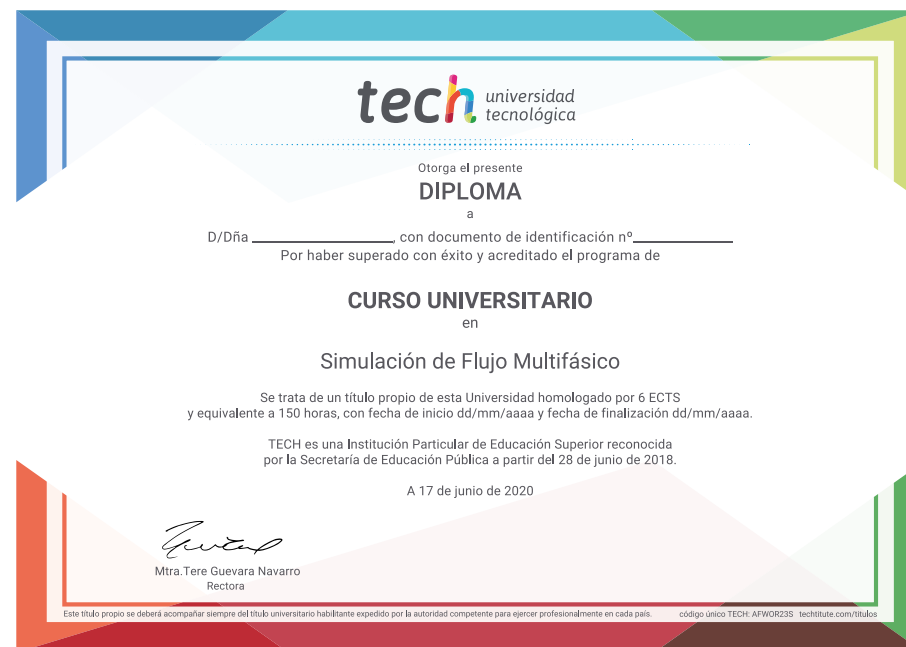 tech universidad
tecnológica
Otorga el presente
DIPLOMA
a
D/Dña ____________________, con documento de identificación nº______________
Por haber superado con éxito y acreditado el programa de
CURSO UNIVERSITARIO
en
Simulación de Flujo Multifásico
Se trata de un título propio de esta Universidad homologado por 6 ECTS
y equivalente a 150 horas, con fecha de inicio dd/mm/aaaa y fecha de finalización dd/mm/aaaa.
TECH es una Institución Particular de Educación Superior reconocida
por la Secretaría de Educación Pública a partir del 28 de junio de 2018.
A 17 de junio de 2020
Mtra.Tere Guevara Navarro
Rectora
Este título propio se deberá acompañar siempre del título universitario habilitante expedido por la autoridad competente para ejercer profesionalmente en cada país. código único TECH: AFWOR23S techtitute.com/titulos